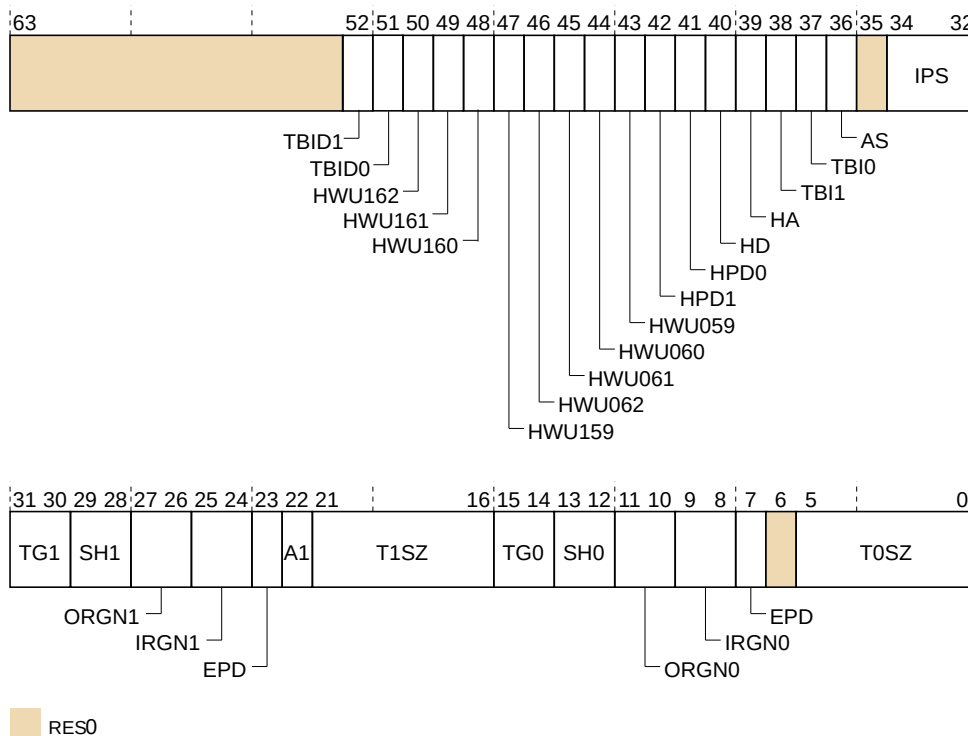 63 52 51 50 49 48 47 46 45 44 43 42 41 40 39 38 37 36 35 34 32
IPS
TBID1 AS
TBID0 TBI0
HWU162 TBI1
HWU161 HA
HWU160 HD
HPD0
HPD1
HWU059
HWU060
HWU061
HWU062
HWU159
31 30 29 28 27 26 25 24 23 22 21 16 15 14 13 12 11 10 9 8 7 6 5 0
TG1 SH1 A1 T1SZ TG0 SH0 T0SZ
ORGN1 EPD
IRGN1 IRGN0
EPD ORGN0
RES0